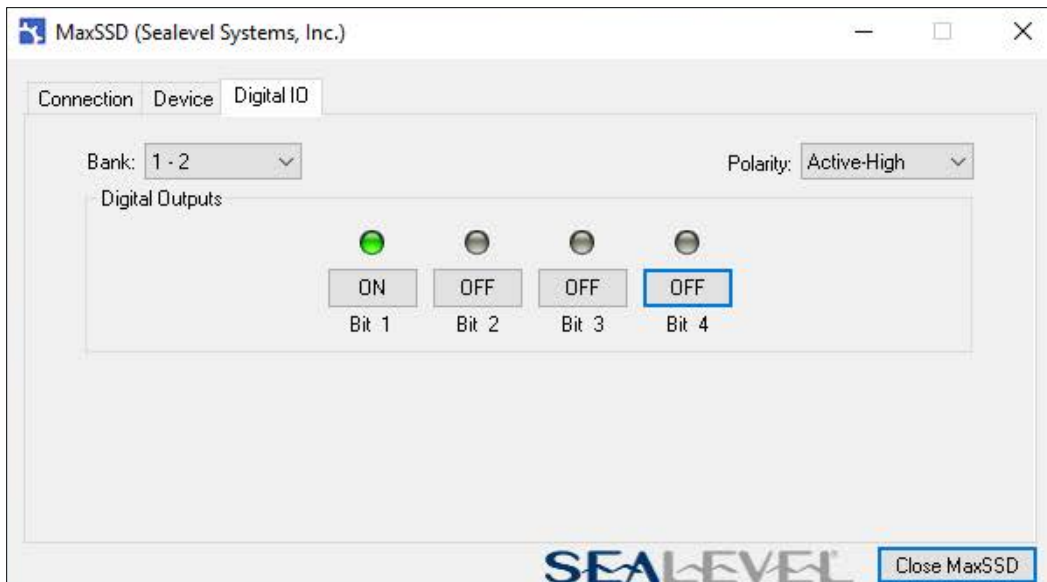 MaxSSD (Sealevel Systems, Inc.)
Connection Device Digital IO
Bank: 1 - 2 Polarity: Active-High
Digital Outputs
ON OFF OFF OFF
Bit 1 Bit 2 Bit 3 Bit 4
SEALEVEL Close MaxSSD